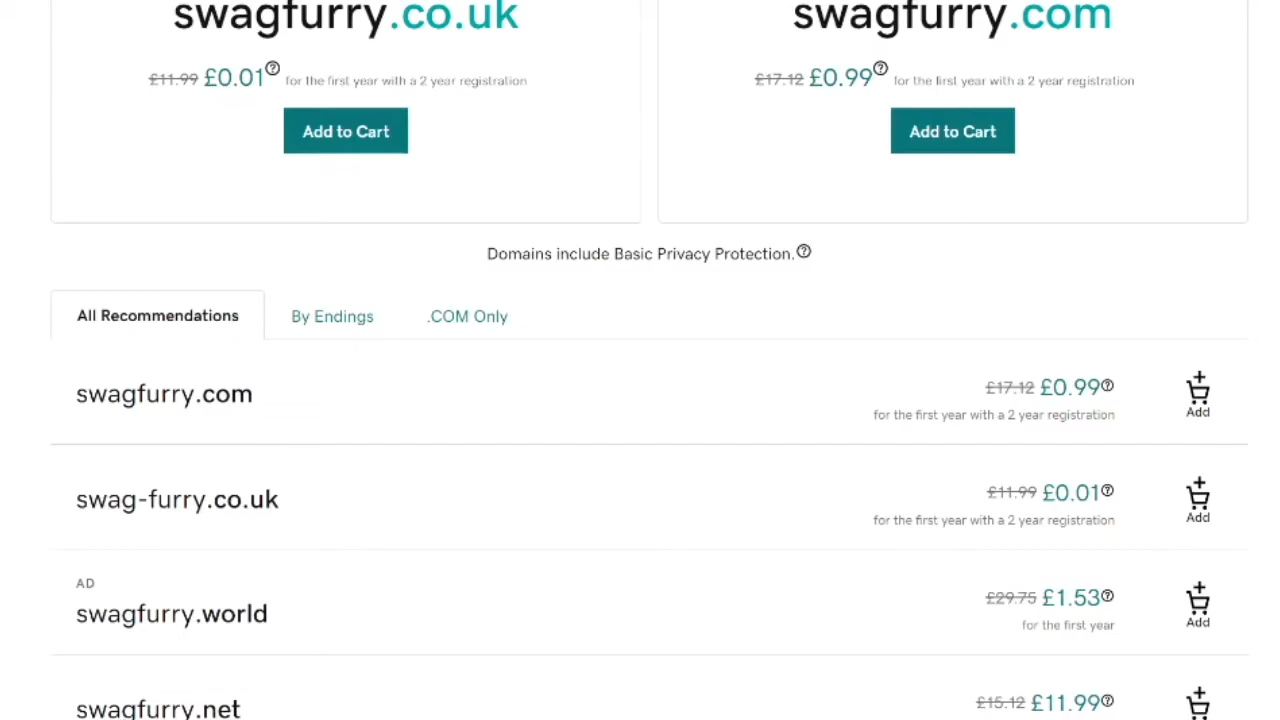 swagfurry.co.uk
£11.99 £0.01 for the first year with a 2 year registration
Add to Cart
swagfurry.com
£17.12 £0.99 for the first year with a 2 year registration
Add to Cart
Domains include Basic Privacy Protection.
All Recommendations
By Endings
.COM Only
swagfurry.com
£17.12 £0.99
for the first year with a 2 year registration
Add
swag-furry.co.uk
£11.99 £0.01
for the first year with a 2 year registration
Add
AD
swagfurry.world
£29.75 £1.53
for the first year
Add
swagfurry.net
£15.12 £11.99